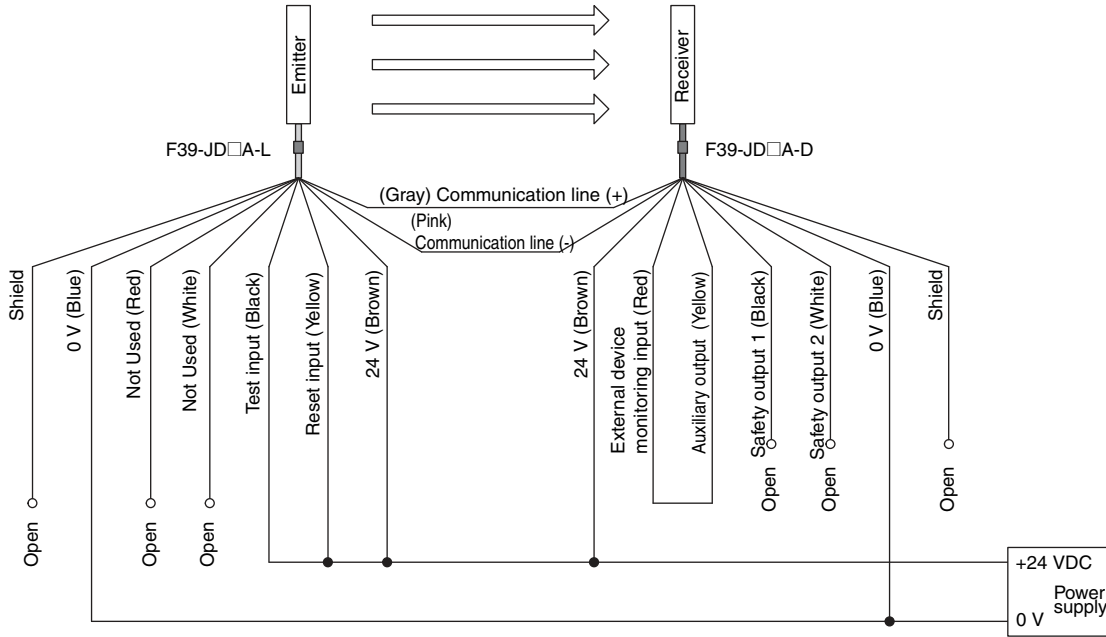 Emitter
Receiver
F39-JD□A-L
F39-JD□A-D
(Gray) Communication line (+)
(Pink)
Communication line (-)
Shield
0 V (Blue)
Not Used (Red)
Not Used (White)
Test input (Black)
Reset input (Yellow)
24 V (Brown)
24 V (Brown)
External device
monitoring input (Red)
Auxiliary output (Yellow)
Safety output 1 (Black)
Safety output 2 (White)
0 V (Blue)
Shield
Open
Open
Open
Open
Open
Open
+24 VDC
Power
supply
0 V